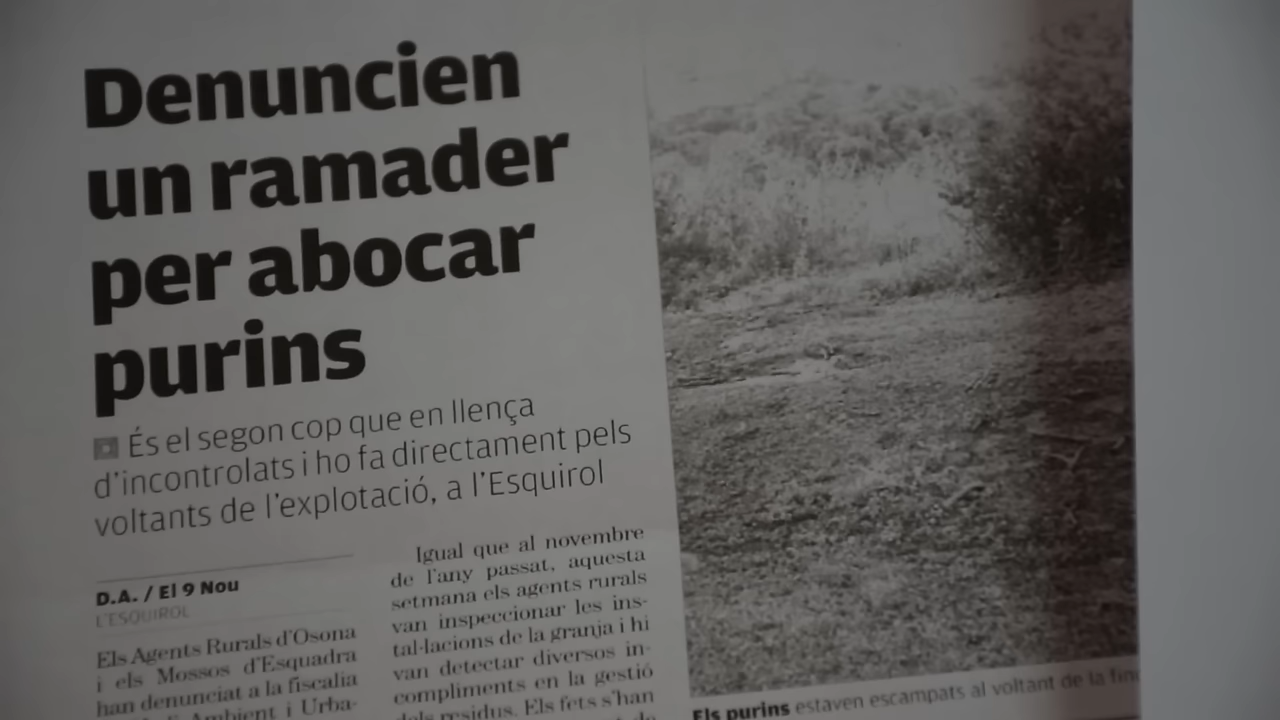 Denuncien
un ramader
per abocar
purins
És el segon cop que en llença
d'incontrolats i ho fa directament pels
voltants de l'explotació, a l'Esquirol
D.A. / El 9 Nou
L'ESQUIROL
Els Agents Rurals d'Osona
i els Mossos d'Esquadra
han denunciat a la fiscalia
Ambient i Urba-
Igual que al novembre
de l'any passat, aquesta
setmana els agents rurals
van inspeccionar les ins-
tal·lacions de la granja i hi
van detectar diversos in-
compliments en la gestió
dels residus. Els fets s'han
Els purins estaven escampats al voltant de la